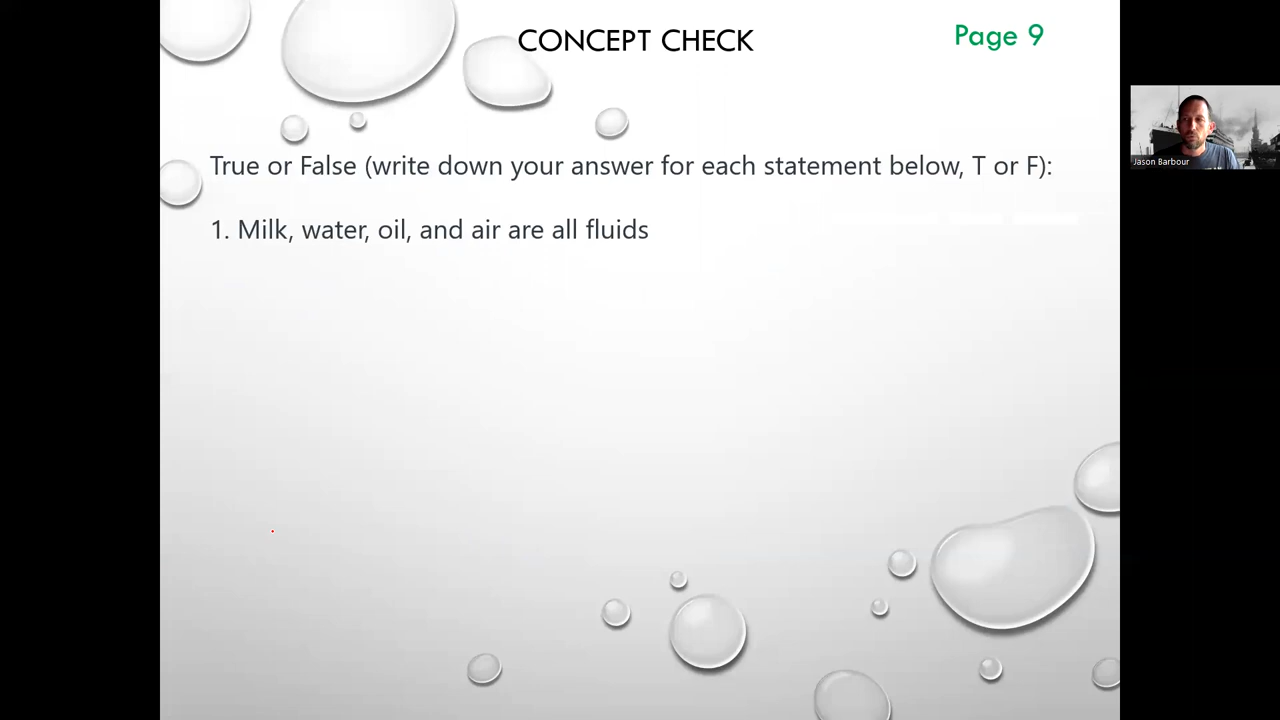 CONCEPT CHECK
Page 9
True or False (write down your answer for each statement below, T or F):
1. Milk, water, oil, and air are all fluids
Jason Barbour